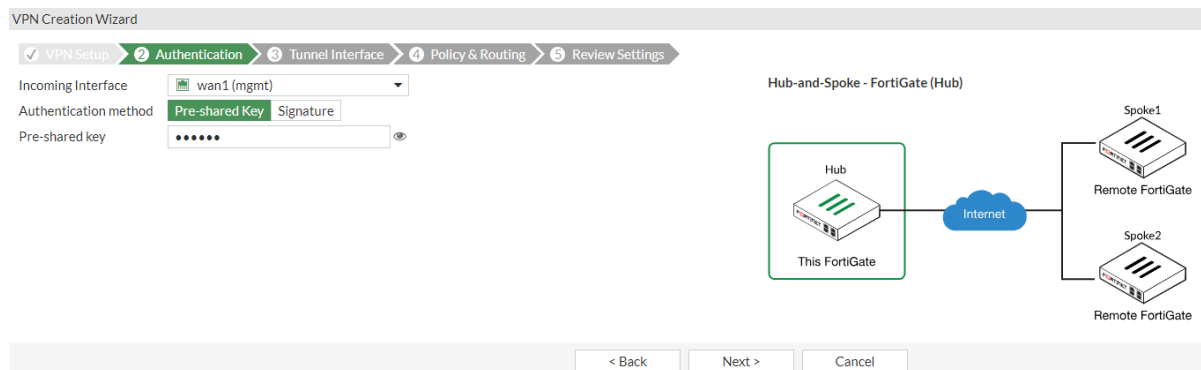 VPN Creation Wizard
VPN Setup 2 Authentication 3 Tunnel Interface 4 Policy & Routing 5 Review Settings
Incoming Interface wan1 (mgmt)
Authentication method Pre-shared Key Signature
Pre-shared key ••••••
Hub-and-Spoke - FortiGate (Hub)
Spoke1
Remote FortiGate
Hub
This FortiGate
Internet
Spoke2
Remote FortiGate
< Back Next > Cancel